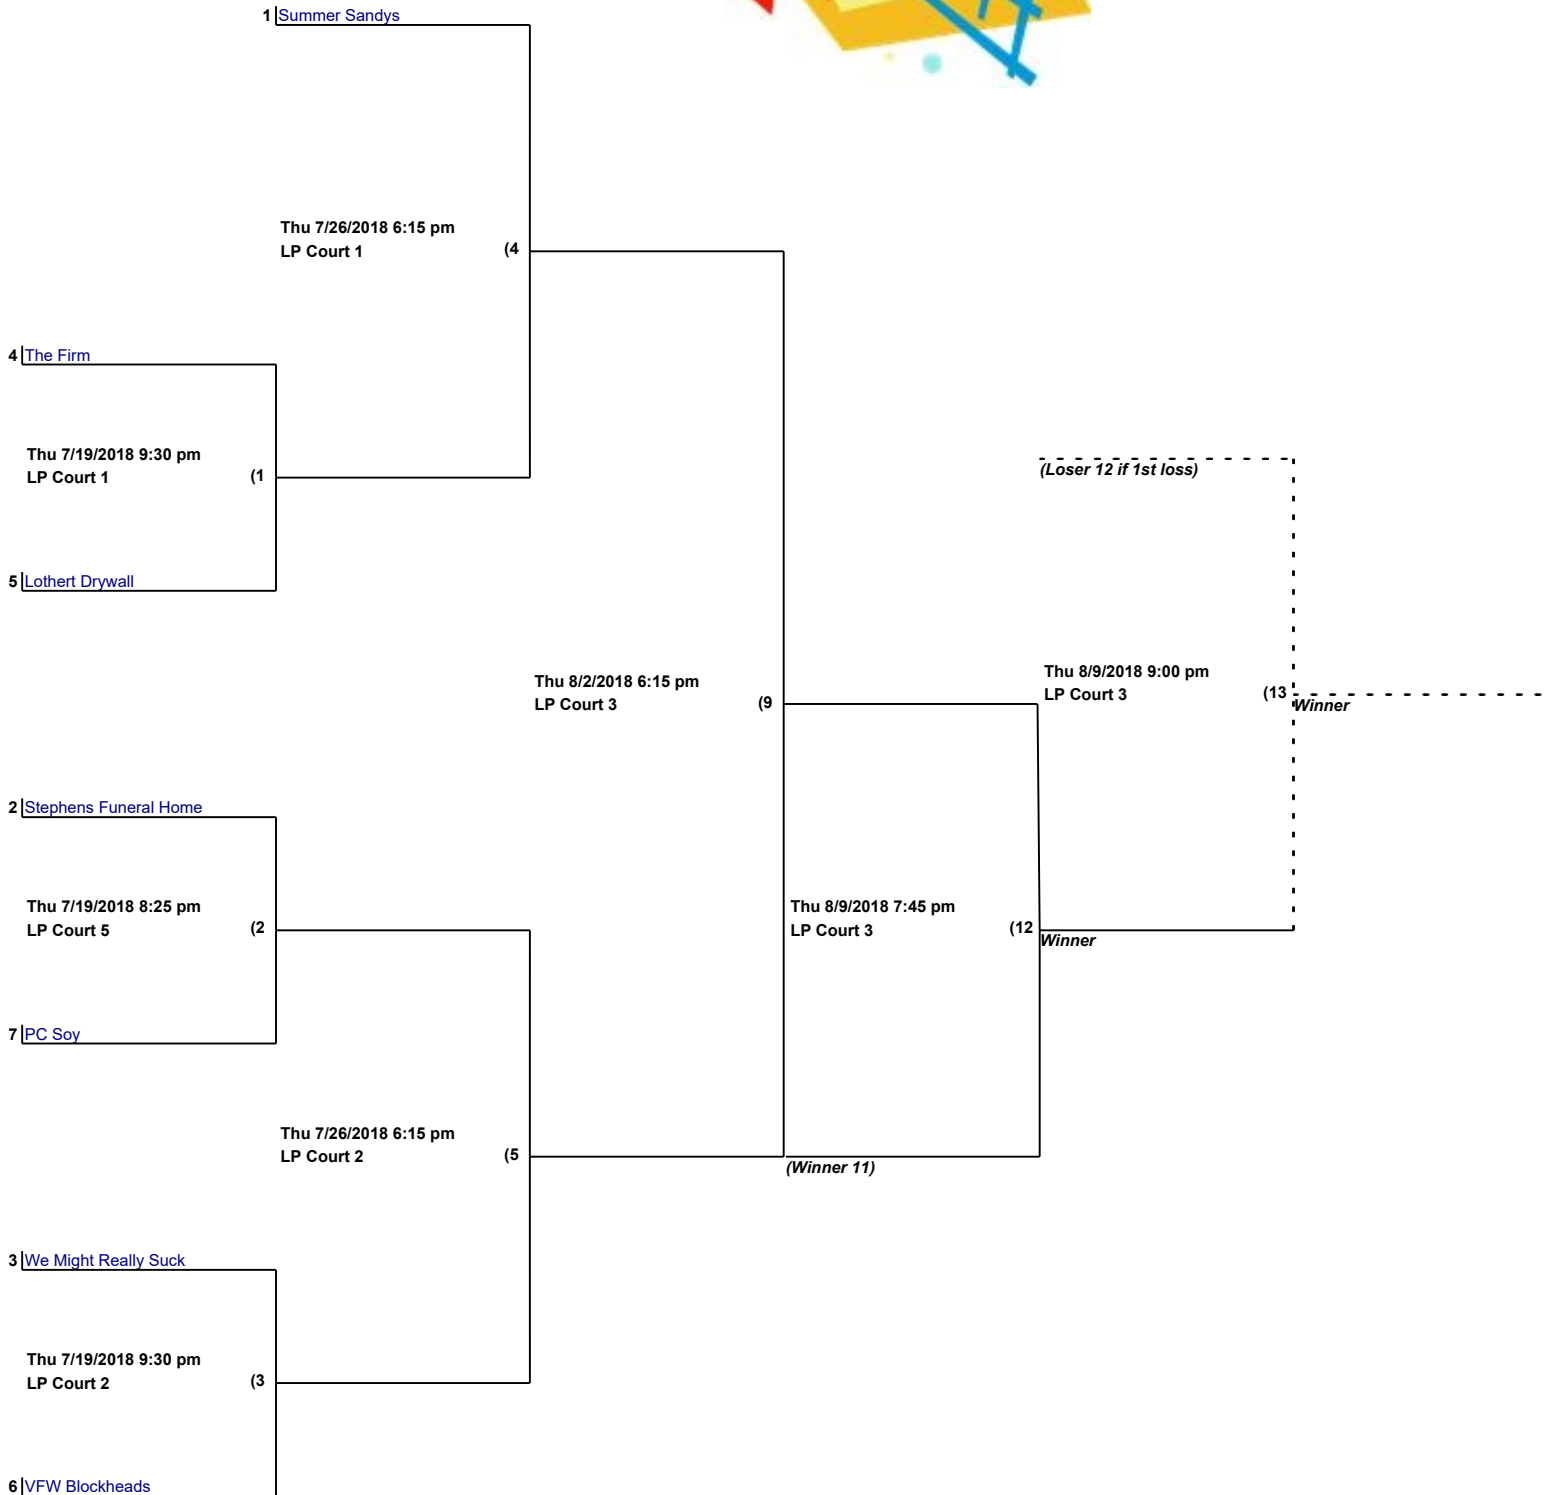 1 Summer Sandys
Thu 7/26/2018 6:15 pm
LP Court 1
(4
4 The Firm
Thu 7/19/2018 9:30 pm
LP Court 1
(1
5 Lothert Drywall
(Loser 12 if 1st loss)
Thu 8/2/2018 6:15 pm
LP Court 3
(9
Thu 8/9/2018 9:00 pm
LP Court 3
(13
Winner
2 Stephens Funeral Home
Thu 7/19/2018 8:25 pm
LP Court 5
(2
Thu 8/9/2018 7:45 pm
LP Court 3
(12
Winner
7 PC Soy
Thu 7/26/2018 6:15 pm
LP Court 2
(5
(Winner 11)
3 We Might Really Suck
Thu 7/19/2018 9:30 pm
LP Court 2
(3
6 VFW Blockheads